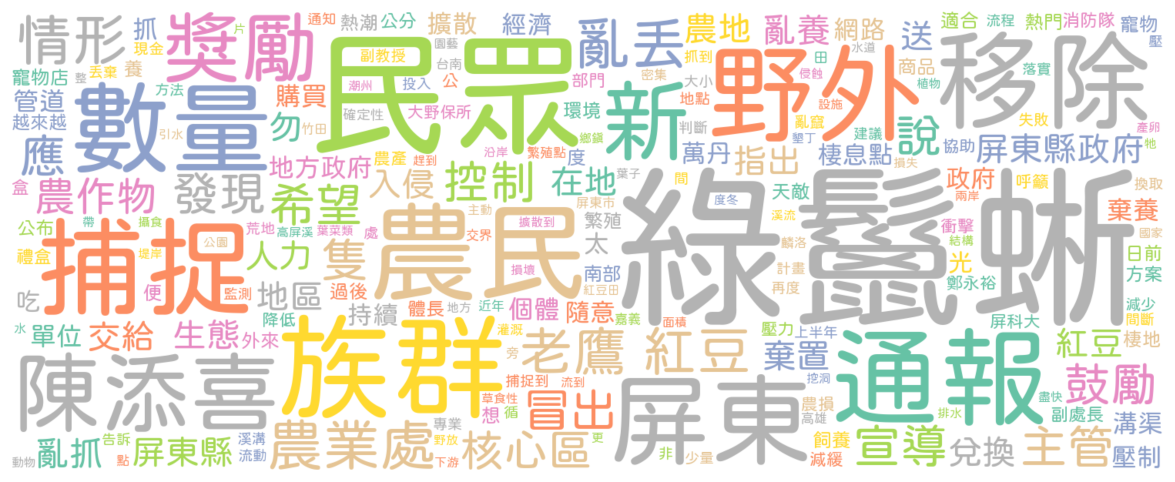 情形 抓 獎勵 通知 熱潮 公分 擴散 經濟 亂丟 農地 亂養 網路 送 適合 流程 熱門 消防隊 寵物
現金 片 副教授 園藝 台南 部門 抓到 商品 移除 壓
寵物店 丟棄 養 整 民眾 潮州 投入 公 密集 大小 田 水道 落實
管道 方法 數量 購買 大野保所 環境 新 地點 野外 侵蝕 設施 植物
越來越 應 引水 竹田 勿 確定性 鄉鎮 判斷 亂竄 墾丁 說 建議 失敗 產卵
盒 農作物 地方政府 農產 趕到 沿岸 繁殖點 度 萬丹 指出 棲息點 協助 屏東縣政府 牠
發現 希望 入侵 控制 在地 葉子 間 天敵 損失 政府 呼籲 換取
公布 帶 攝食 荒地 葉菜類 處 主動 屏東市 度冬 兩岸 棄養
捕捉 高屏溪 農民 擴散到 繁殖 綠鬣蜥 溪流 衝擊 國家
禮盒 堤岸 公園 人力 隻 交界 太 麟洛 光 結構 日前
吃 便 監測 地區 過後 損壞 南部 紅豆田 計畫 鄭永裕 方案
水 單位 交給 生態 外來 降低 持續 體長 地方 近年 個體 隨意 嘉義 再度 屏科大 減少 間斷
族群 灌溉 旁 老鷹 紅豆 面積 壓力 上半年 棄置 通報 紅豆 棲地
陳添喜 捕捉到 流到 屏東 挖洞 盡快 鼓勵
草食性 想 循 冒出 農損 高雄 排水 副處長 溝渠
告訴 溪溝 農業處 專業 更 飼養 宣導 兌換 主管
動物 亂抓 點 屏東縣 流動 野放 下游 核心區 非 少量 減緩 壓制